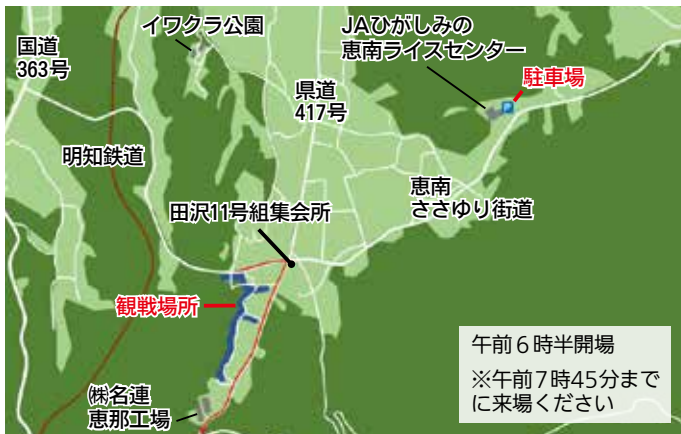 イワクラ公園
JAひがしみの
恵南ライスセンター
国道
363号
駐車場
P
県道
417号
明知鉄道
恵南
ささゆり街道
田沢11号組集会所
観戦場所
午前6時半開場
※午前7時45分まで
に来場ください
㈱名連
恵那工場